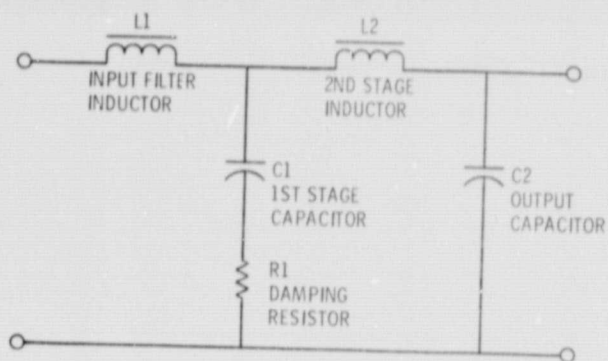 L1
INPUT FILTER
INDUCTOR
L2
2ND STAGE
INDUCTOR
C1
1ST STAGE
CAPACITOR
R1
DAMPING
RESISTOR
C2
OUTPUT
CAPACITOR